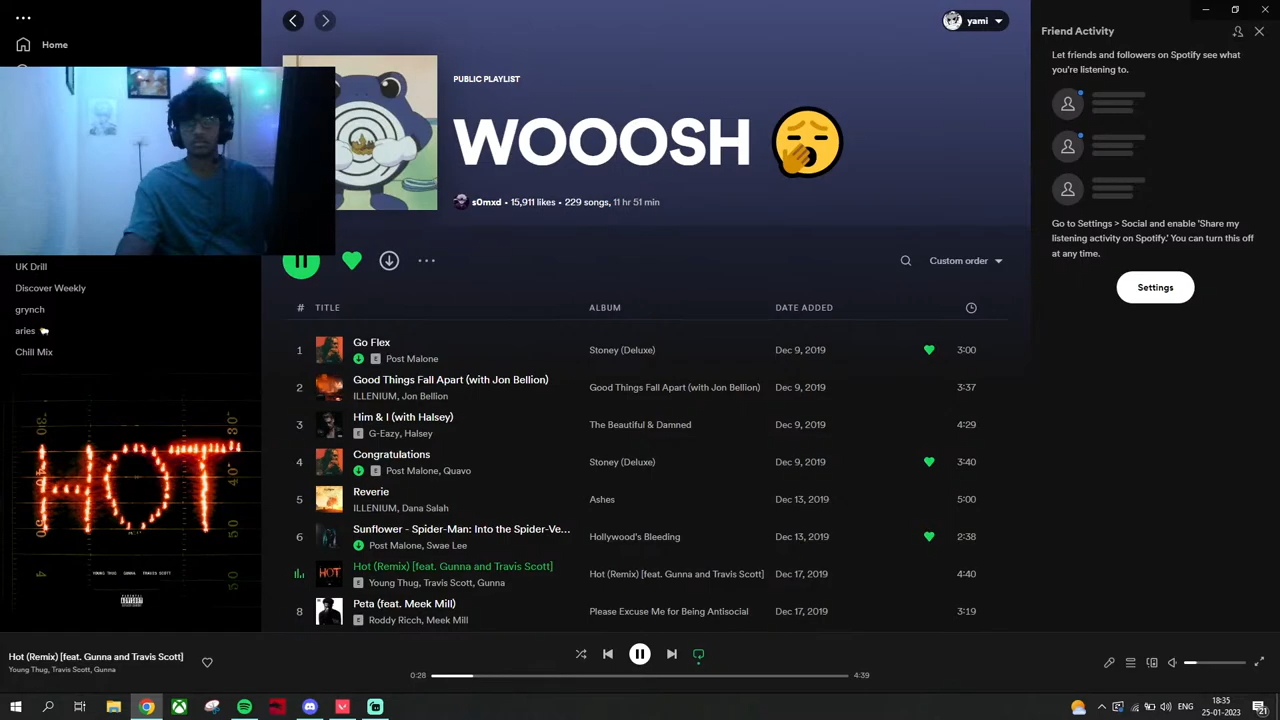 Home
yami
PUBLIC PLAYLIST
WOOOSH
s0mxd • 15,911 likes • 229 songs, 11 hr 51 min
Custom order
# TITLE ALBUM DATE ADDED
1 Go Flex Stoney (Deluxe) Dec 9, 2019 3:00
E Post Malone
2 Good Things Fall Apart (with Jon Bellion) Good Things Fall Apart (with Jon Bellion) Dec 9, 2019 3:37
ILLENIUM, Jon Bellion
3 Him & I (with Halsey) The Beautiful & Damned Dec 9, 2019 4:29
E G-Eazy, Halsey
4 Congratulations Stoney (Deluxe) Dec 9, 2019 3:40
E Post Malone, Quavo
5 Reverie Ashes Dec 13, 2019 5:00
ILLENIUM, Dana Salah
6 Sunflower - Spider-Man: Into the Spider-Ve... Hollywood's Bleeding Dec 13, 2019 2:38
Post Malone, Swae Lee
Hot (Remix) [feat. Gunna and Travis Scott] Hot (Remix) [feat. Gunna and Travis Scott] Dec 17, 2019 4:40
E Young Thug, Travis Scott, Gunna
8 Peta (feat. Meek Mill) Please Excuse Me for Being Antisocial Dec 17, 2019 3:19
E Roddy Ricch, Meek Mill
UK Drill
Discover Weekly
grynch
aries
Chill Mix
HOT
YOUNG THUG GUNNA TRAVIS SCOTT
Friend Activity
Let friends and followers on Spotify see what
you're listening to.
Go to Settings > Social and enable 'Share my
listening activity on Spotify.' You can turn this off
at any time.
Settings
Hot (Remix) [feat. Gunna and Travis Scott]
Young Thug, Travis Scott, Gunna
0:28 4:39
ENG
18:35
25-01-2023